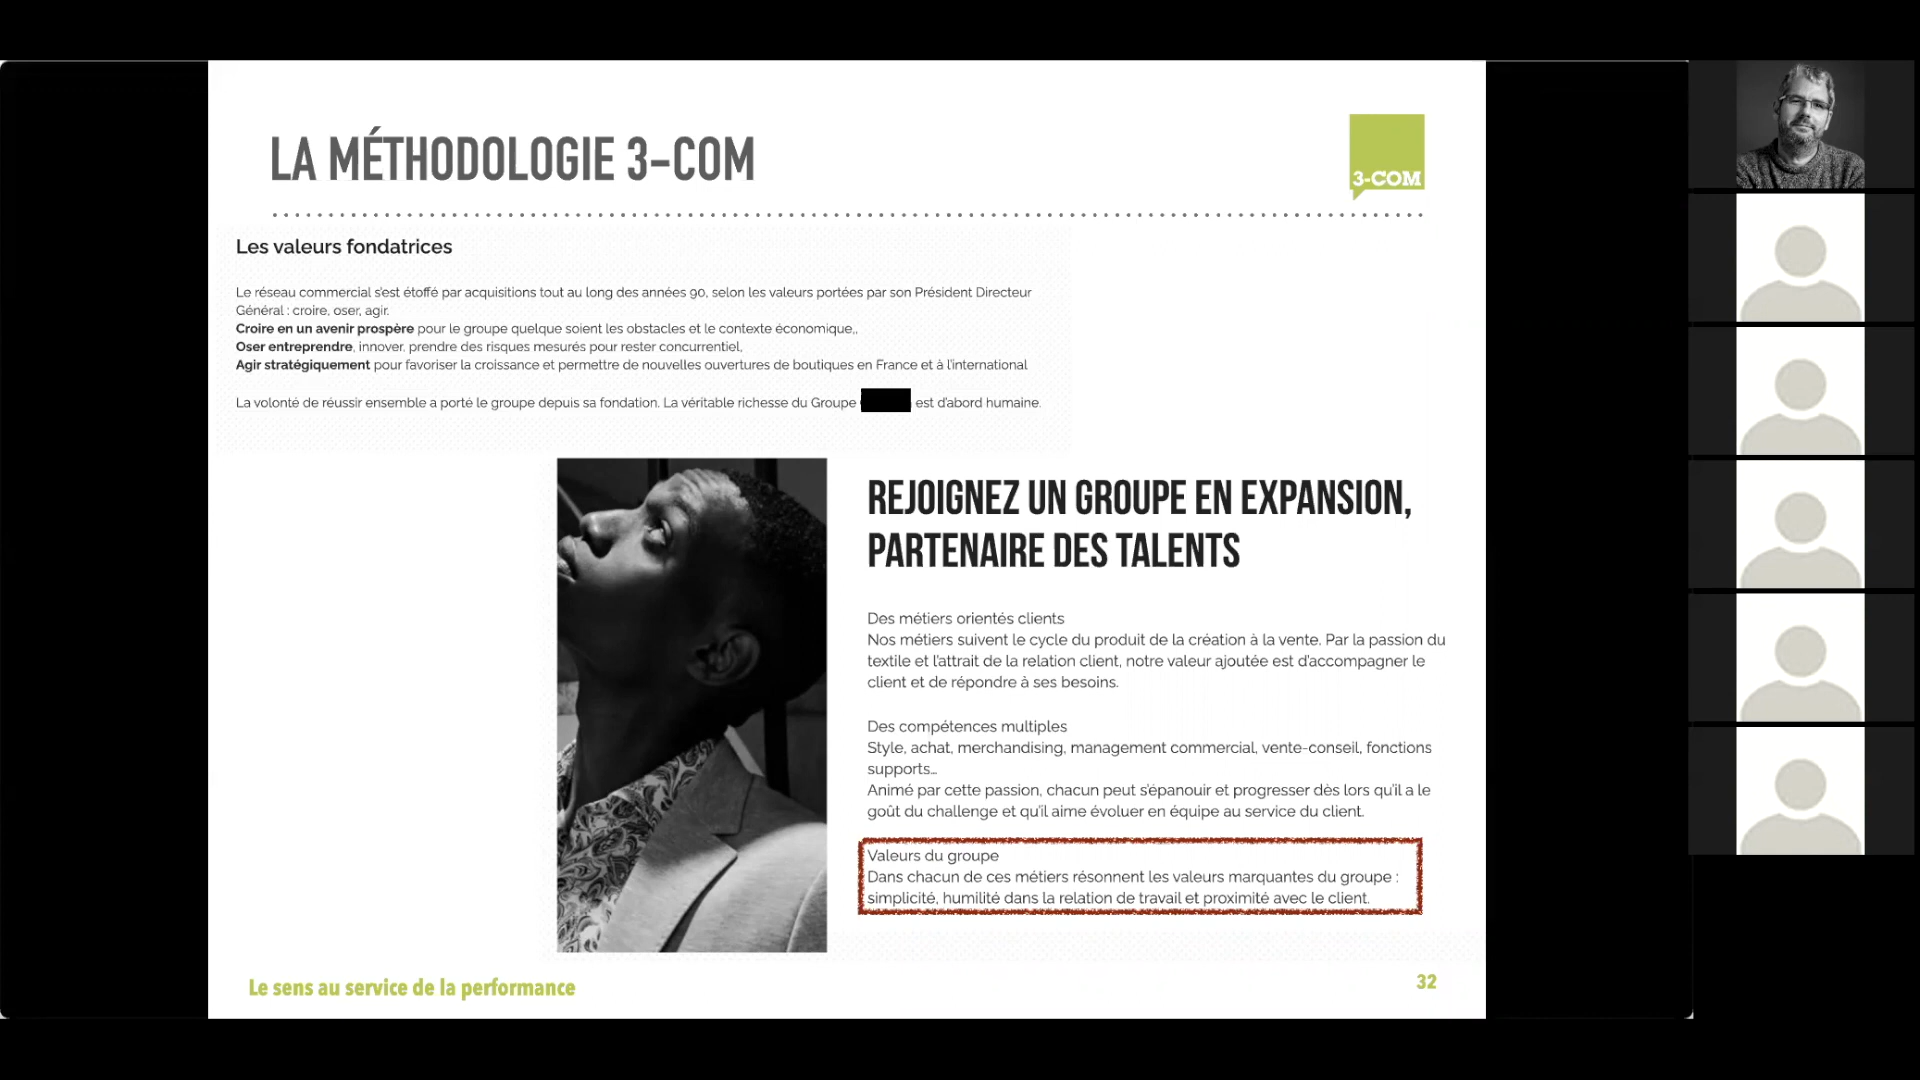 LA MÉTHODOLOGIE 3-COM
3-COM
Les valeurs fondatrices
Le réseau commercial s'est étoffé par acquisitions tout au long des années 90, selon les valeurs portées par son Président Directeur
Général : croire, oser, agir.
Croire en un avenir prospère pour le groupe quelque soient les obstacles et le contexte économique,,
Oser entreprendre, innover, prendre des risques mesurés pour rester concurrentiel,
Agir stratégiquement pour favoriser la croissance et permettre de nouvelles ouvertures de boutiques en France et à l'international
La volonté de réussir ensemble a porté le groupe depuis sa fondation. La véritable richesse du Groupe est d'abord humaine.
REJOIGNEZ UN GROUPE EN EXPANSION,
PARTENAIRE DES TALENTS
Des métiers orientés clients
Nos métiers suivent le cycle du produit de la création à la vente. Par la passion du
textile et l'attrait de la relation client, notre valeur ajoutée est d'accompagner le
client et de répondre à ses besoins.
Des compétences multiples
Style, achat, merchandising, management commercial, vente-conseil, fonctions
supports...
Animé par cette passion, chacun peut s'épanouir et progresser dès lors qu'il a le
goût du challenge et qu'il aime évoluer en équipe au service du client.
Valeurs du groupe
Dans chacun de ces métiers résonnent les valeurs marquantes du groupe :
simplicité, humilité dans la relation de travail et proximité avec le client.
Le sens au service de la performance
32